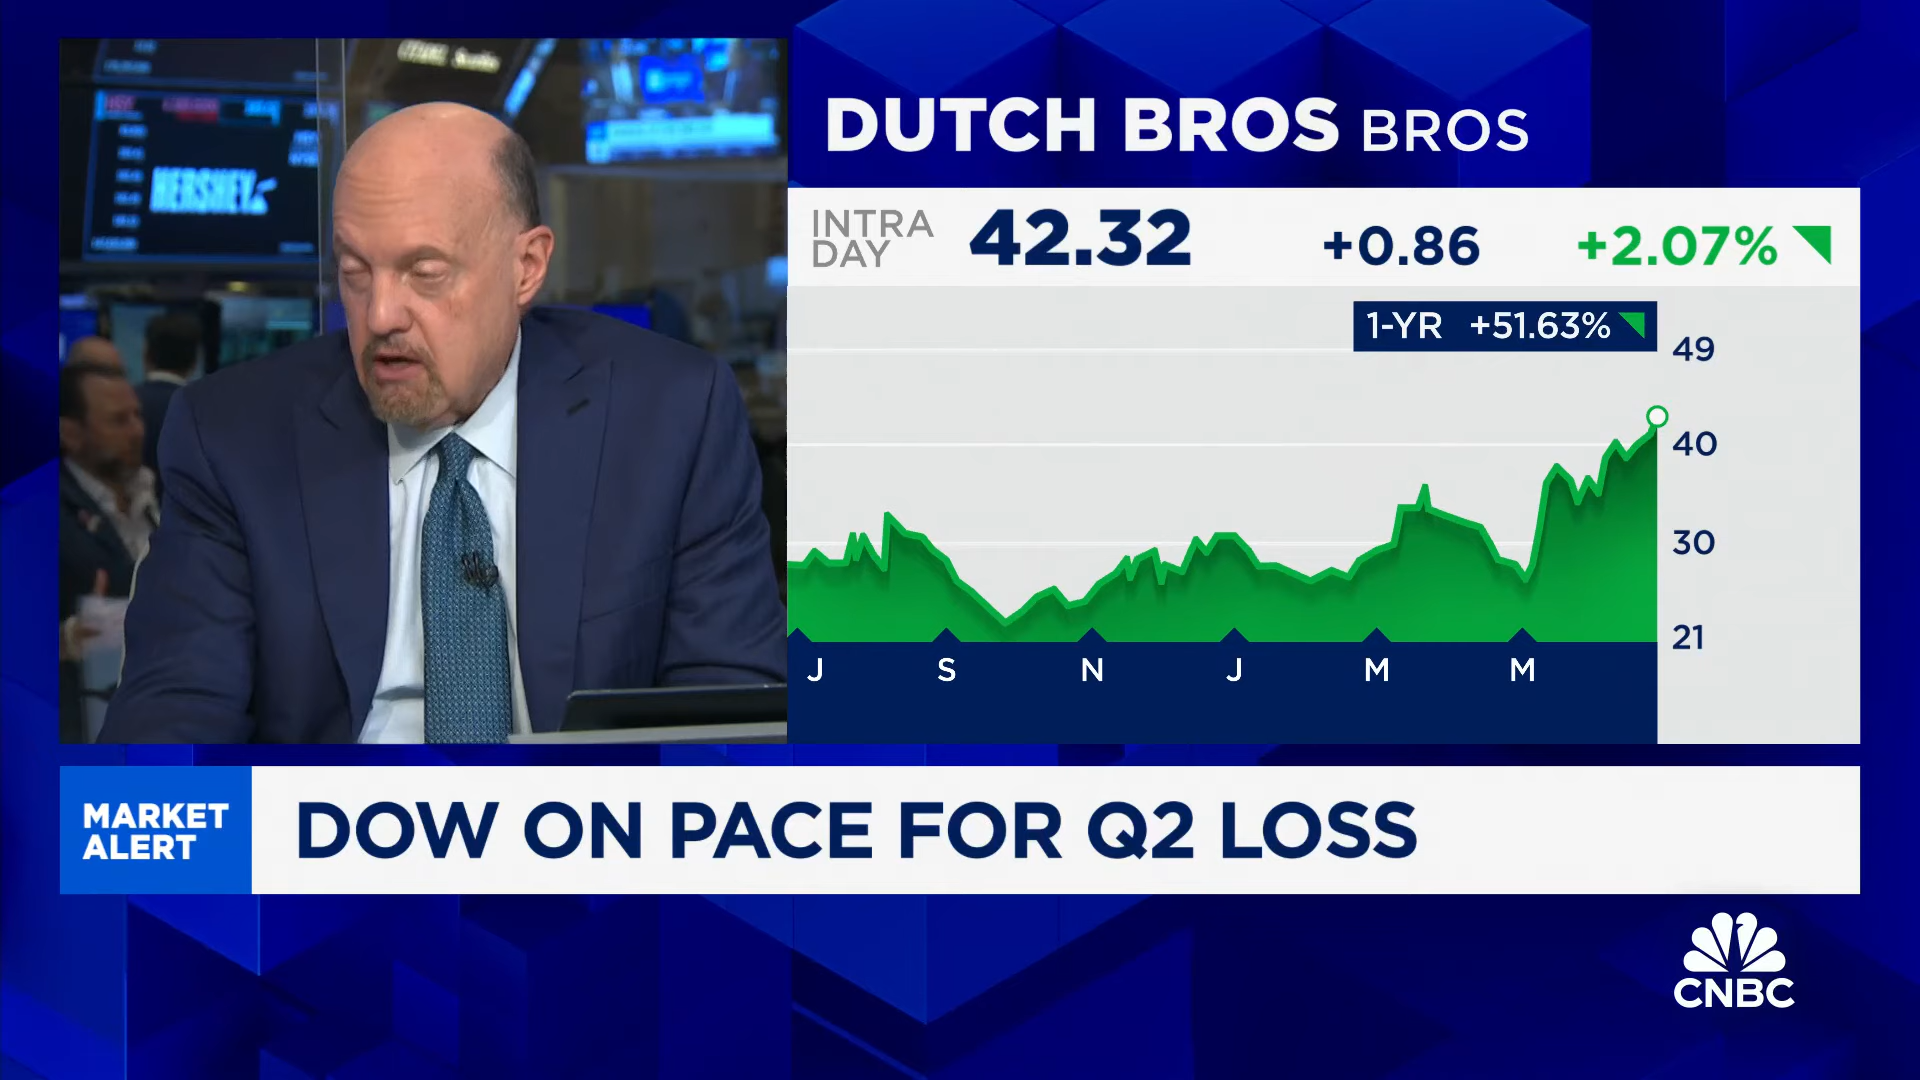 HERSHEY
DUTCH BROS BROS
INTRA
DAY
42.32
+0.86
+2.07%
1-YR +51.63%
49
40
30
21
J S N J M M
MARKET
ALERT
DOW ON PACE FOR Q2 LOSS
CNBC